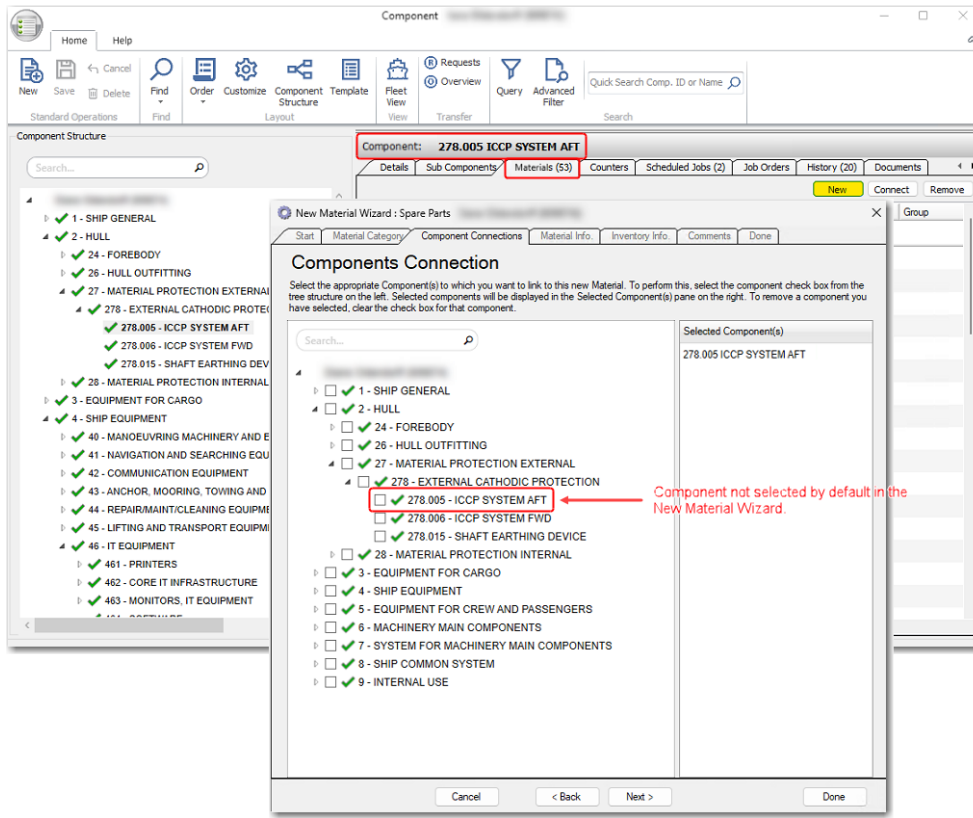 Component
Home Help
New Save Cancel Delete
Standard Operations
Find
Find
Order Customize Component Structure Template
Layout
Fleet View
View
Requests
Overview
Transfer
Query Advanced Filter Quick Search Comp. ID or Name
Search
Component Structure
Search...
1 - SHIP GENERAL
2 - HULL
24 - FOREBODY
26 - HULL OUTFITTING
27 - MATERIAL PROTECTION EXTERNAL
278 - EXTERNAL CATHODIC PROTE
278.005 - ICCP SYSTEM AFT
278.006 - ICCP SYSTEM FWD
278.015 - SHAFT EARTHING DEV
28 - MATERIAL PROTECTION INTERNAL
3 - EQUIPMENT FOR CARGO
4 - SHIP EQUIPMENT
40 - MANOEUVRING MACHINERY AND E
41 - NAVIGATION AND SEARCHING EQU
42 - COMMUNICATION EQUIPMENT
43 - ANCHOR, MOORING, TOWING AND
44 - REPAIR/MAINT/CLEANING EQUIPME
45 - LIFTING AND TRANSPORT EQUIPM
46 - IT EQUIPMENT
461 - PRINTERS
462 - CORE IT INFRASTRUCTURE
463 - MONITORS, IT EQUIPMENT
Component: 278.005 ICCP SYSTEM AFT
Details Sub Components Materials (53) Counters Scheduled Jobs (2) Job Orders History (20) Documents
New Connect Remove
Group
New Material Wizard : Spare Parts
Start Material Category Component Connections Material Info. Inventory Info. Comments Done
Components Connection
Select the appropriate Component(s) to which you want to link to this new Material. To perform this, select the component check box from the
tree structure on the left. Selected components will be displayed in the Selected Component(s) pane on the right. To remove a component you
have selected, clear the check box for that component.
Search...
1 - SHIP GENERAL
2 - HULL
24 - FOREBODY
26 - HULL OUTFITTING
27 - MATERIAL PROTECTION EXTERNAL
278 - EXTERNAL CATHODIC PROTECTION
278.005 - ICCP SYSTEM AFT
278.006 - ICCP SYSTEM FWD
278.015 - SHAFT EARTHING DEVICE
28 - MATERIAL PROTECTION INTERNAL
3 - EQUIPMENT FOR CARGO
4 - SHIP EQUIPMENT
5 - EQUIPMENT FOR CREW AND PASSENGERS
6 - MACHINERY MAIN COMPONENTS
7 - SYSTEM FOR MACHINERY MAIN COMPONENTS
8 - SHIP COMMON SYSTEM
9 - INTERNAL USE
Selected Component(s)
278.005 ICCP SYSTEM AFT
Component not selected by default in the
New Material Wizard.
Cancel < Back Next > Done